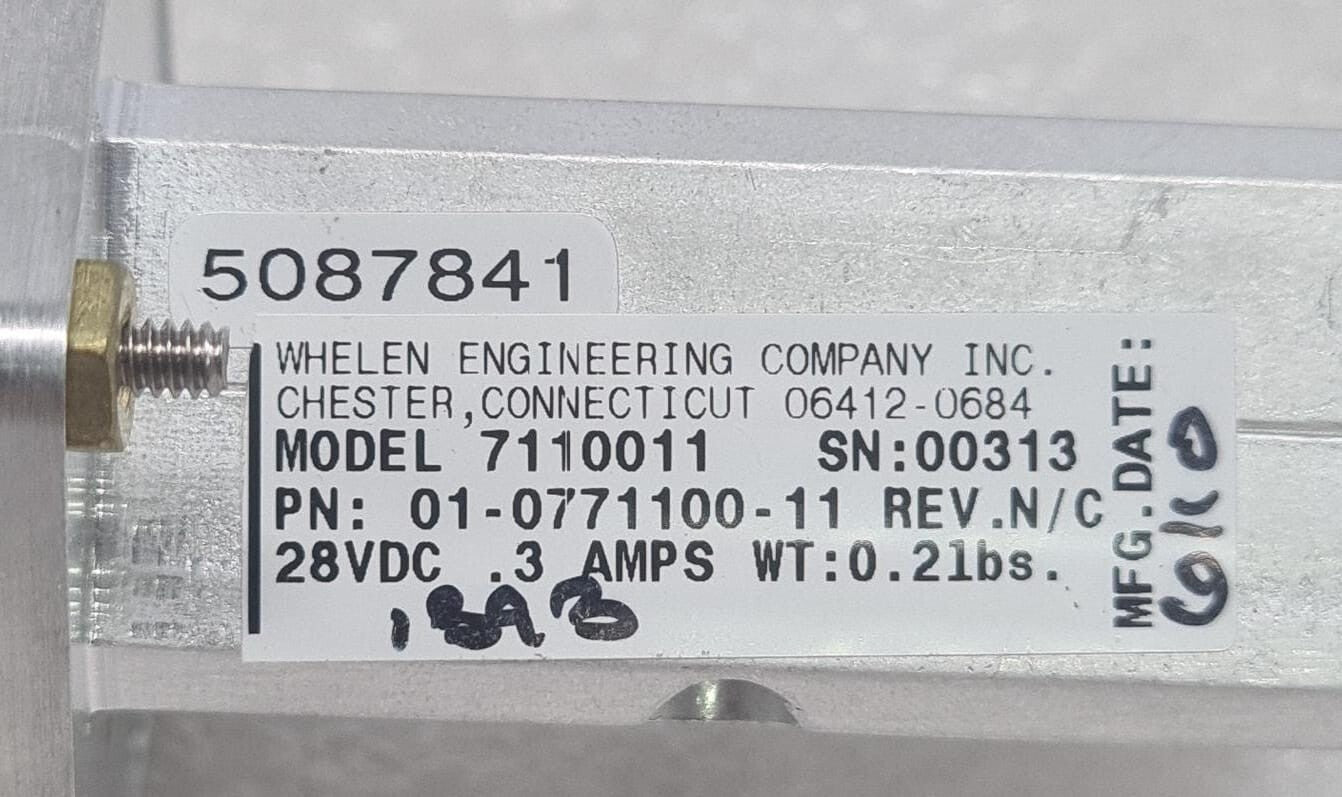 5087841
WHELEN ENGINEERING COMPANY INC.
CHESTER,CONNECTICUT 06412-0684
MODEL 7110011 SN:00313
PN: 01-0771100-11 REV.N/C
28VDC .3 AMPS WT:0.2lbs.
MFG.DATE: